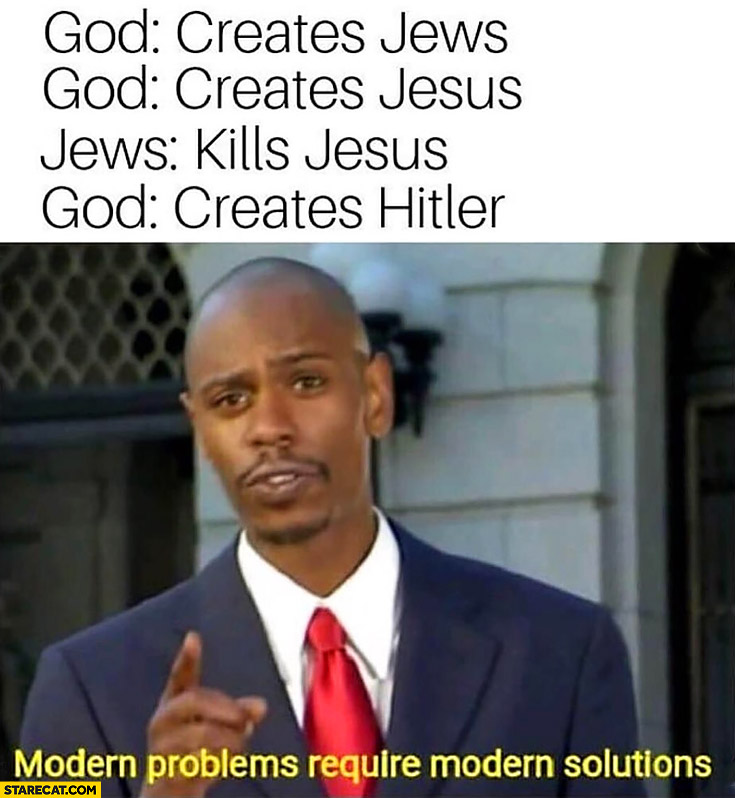 God: Creates Jews
God: Creates Jesus
Jews: Kills Jesus
God: Creates Hitler
Modern problems require modern solutions
STARECAT.COM